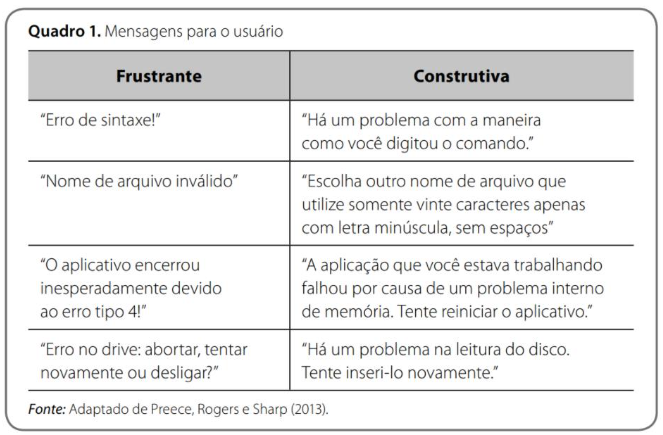 Quadro 1. Mensagens para o usuário
Frustrante
Construtiva
“Erro de sintaxe!”
“Há um problema com a maneira
como você digitou o comando.”
“Nome de arquivo inválido”
“Escolha outro nome de arquivo que
utilize somente vinte caracteres apenas
com letra minúscula, sem espaços”
“O aplicativo encerrou
inesperadamente devido
ao erro tipo 4!”
“A aplicação que você estava trabalhando
falhou por causa de um problema interno
de memória. Tente reiniciar o aplicativo.”
“Erro no drive: abortar, tentar
novamente ou desligar?”
“Há um problema na leitura do disco.
Tente inseri-lo novamente.”
Fonte: Adaptado de Preece, Rogers e Sharp (2013).